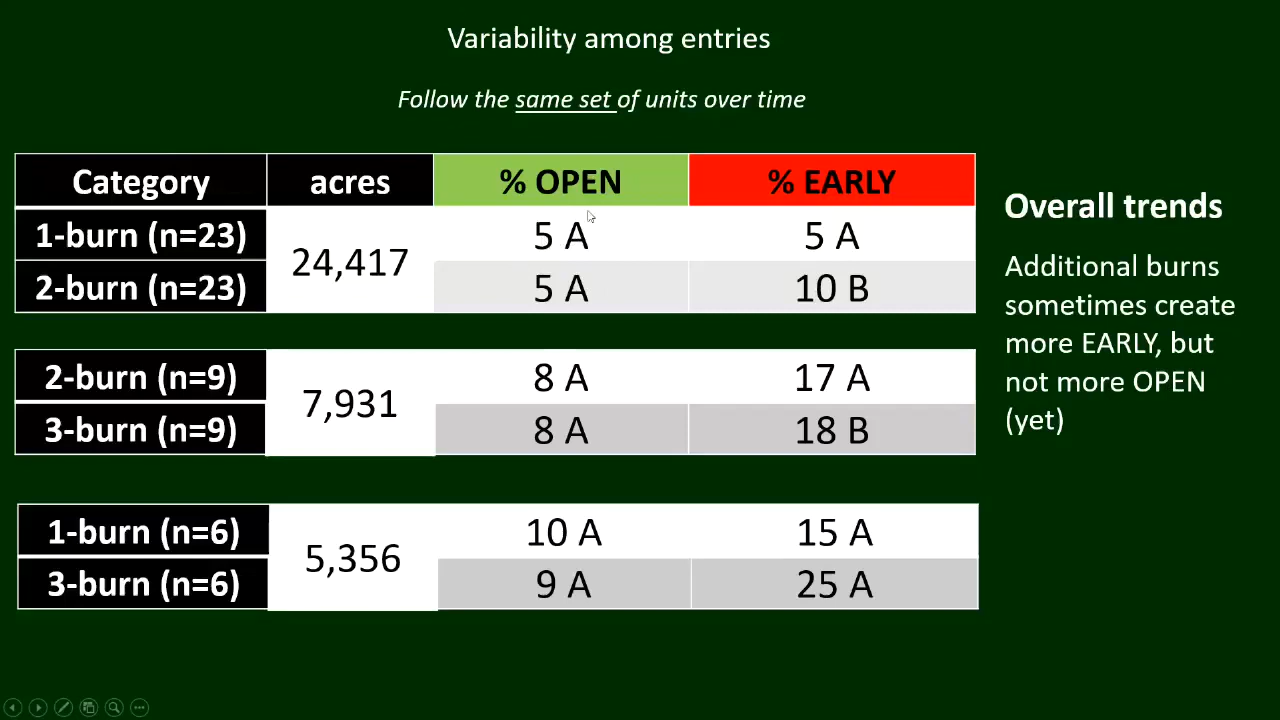 Variability among entries
Follow the same set of units over time
Category acres % OPEN % EARLY
1-burn (n=23) 24,417 5 A 5 A
2-burn (n=23) 5 A 10 B
2-burn (n=9) 7,931 8 A 17 A
3-burn (n=9) 8 A 18 B
1-burn (n=6) 5,356 10 A 15 A
3-burn (n=6) 9 A 25 A
Overall trends
Additional burns
sometimes create
more EARLY, but
not more OPEN
(yet)